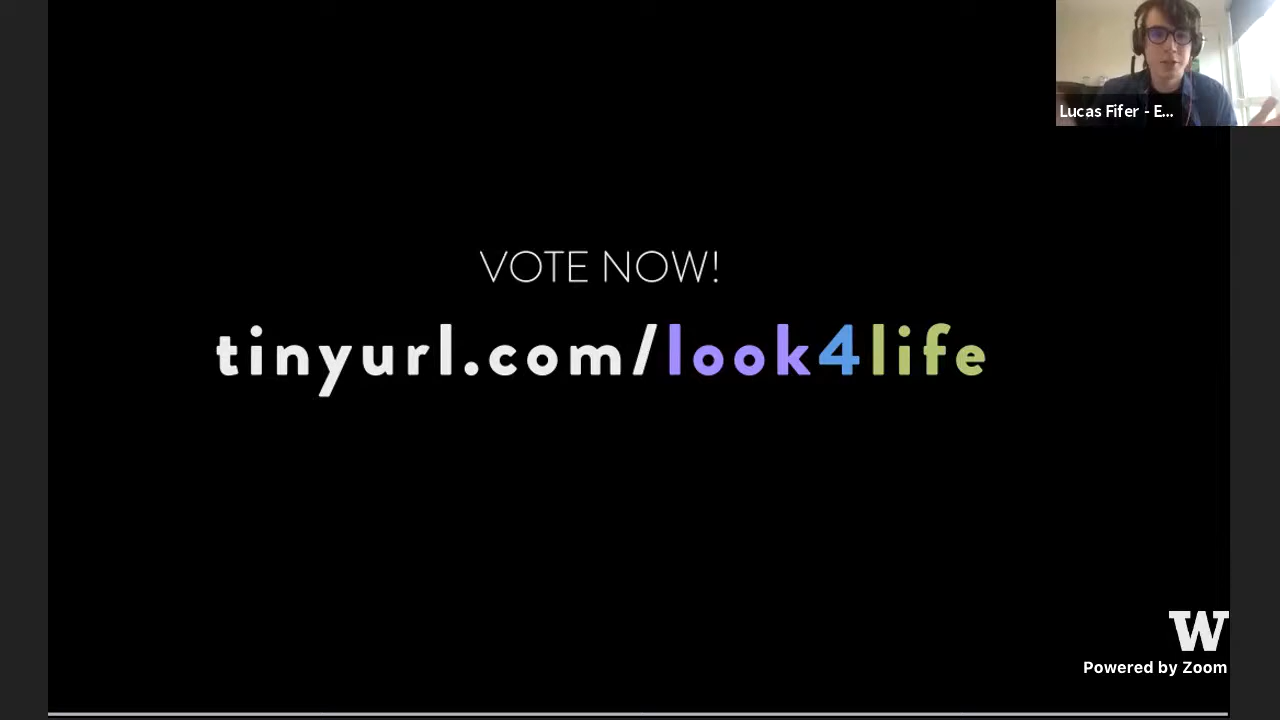 Lucas Fifer - E...
VOTE NOW!
tinyurl.com/look4life
W
Powered by Zoom